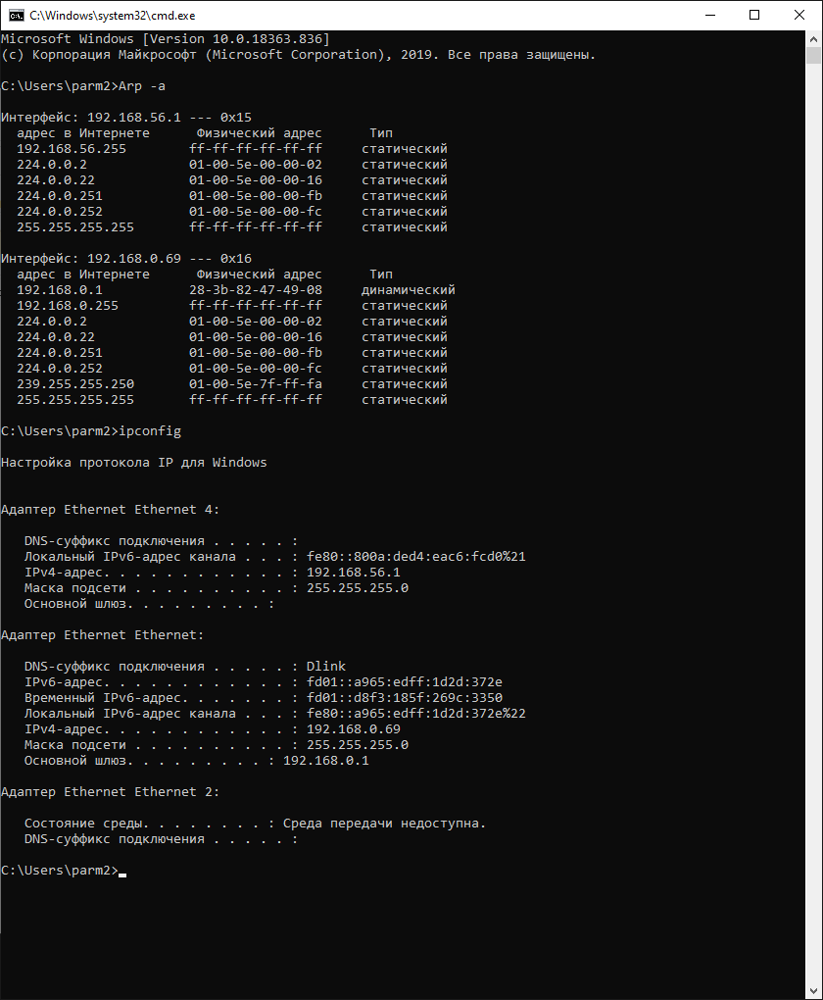 C:\Windows\system32\cmd.exe
Microsoft Windows [Version 10.0.18363.836]
(c) Корпорация Майкрософт (Microsoft Corporation), 2019. Все права защищены.
C:\Users\parm2>Arp -a
Интерфейс: 192.168.56.1 --- 0x15
адрес в Интернете Физический адрес Тип
192.168.56.255 ff-ff-ff-ff-ff-ff статический
224.0.0.2 01-00-5e-00-00-02 статический
224.0.0.22 01-00-5e-00-00-16 статический
224.0.0.251 01-00-5e-00-00-fb статический
224.0.0.252 01-00-5e-00-00-fc статический
255.255.255.255 ff-ff-ff-ff-ff-ff статический
Интерфейс: 192.168.0.69 --- 0x16
адрес в Интернете Физический адрес Тип
192.168.0.1 28-3b-82-47-49-08 динамический
192.168.0.255 ff-ff-ff-ff-ff-ff статический
224.0.0.2 01-00-5e-00-00-02 статический
224.0.0.22 01-00-5e-00-00-16 статический
224.0.0.251 01-00-5e-00-00-fb статический
224.0.0.252 01-00-5e-00-00-fc статический
239.255.255.250 01-00-5e-7f-ff-fa статический
255.255.255.255 ff-ff-ff-ff-ff-ff статический
C:\Users\parm2>ipconfig
Настройка протокола IP для Windows
Адаптер Ethernet Ethernet 4:
DNS-суффикс подключения . . . . . :
Локальный IPv6-адрес канала . . . : fe80::800a:ded4:eac6:fcd0%21
IPv4-адрес. . . . . . . . . . . . : 192.168.56.1
Маска подсети . . . . . . . . . . : 255.255.255.0
Основной шлюз. . . . . . . . . :
Адаптер Ethernet Ethernet:
DNS-суффикс подключения . . . . . : Dlink
IPv6-адрес. . . . . . . . . . . . : fd01::a965:edff:1d2d:372e
Временный IPv6-адрес. . . . . . . : fd01::d8f3:185f:269c:3350
Локальный IPv6-адрес канала . . . : fe80::a965:edff:1d2d:372e%22
IPv4-адрес. . . . . . . . . . . . : 192.168.0.69
Маска подсети . . . . . . . . . . : 255.255.255.0
Основной шлюз. . . . . . . . . : 192.168.0.1
Адаптер Ethernet Ethernet 2:
Состояние среды. . . . . . . . : Среда передачи недоступна.
DNS-суффикс подключения . . . . . :
C:\Users\parm2>